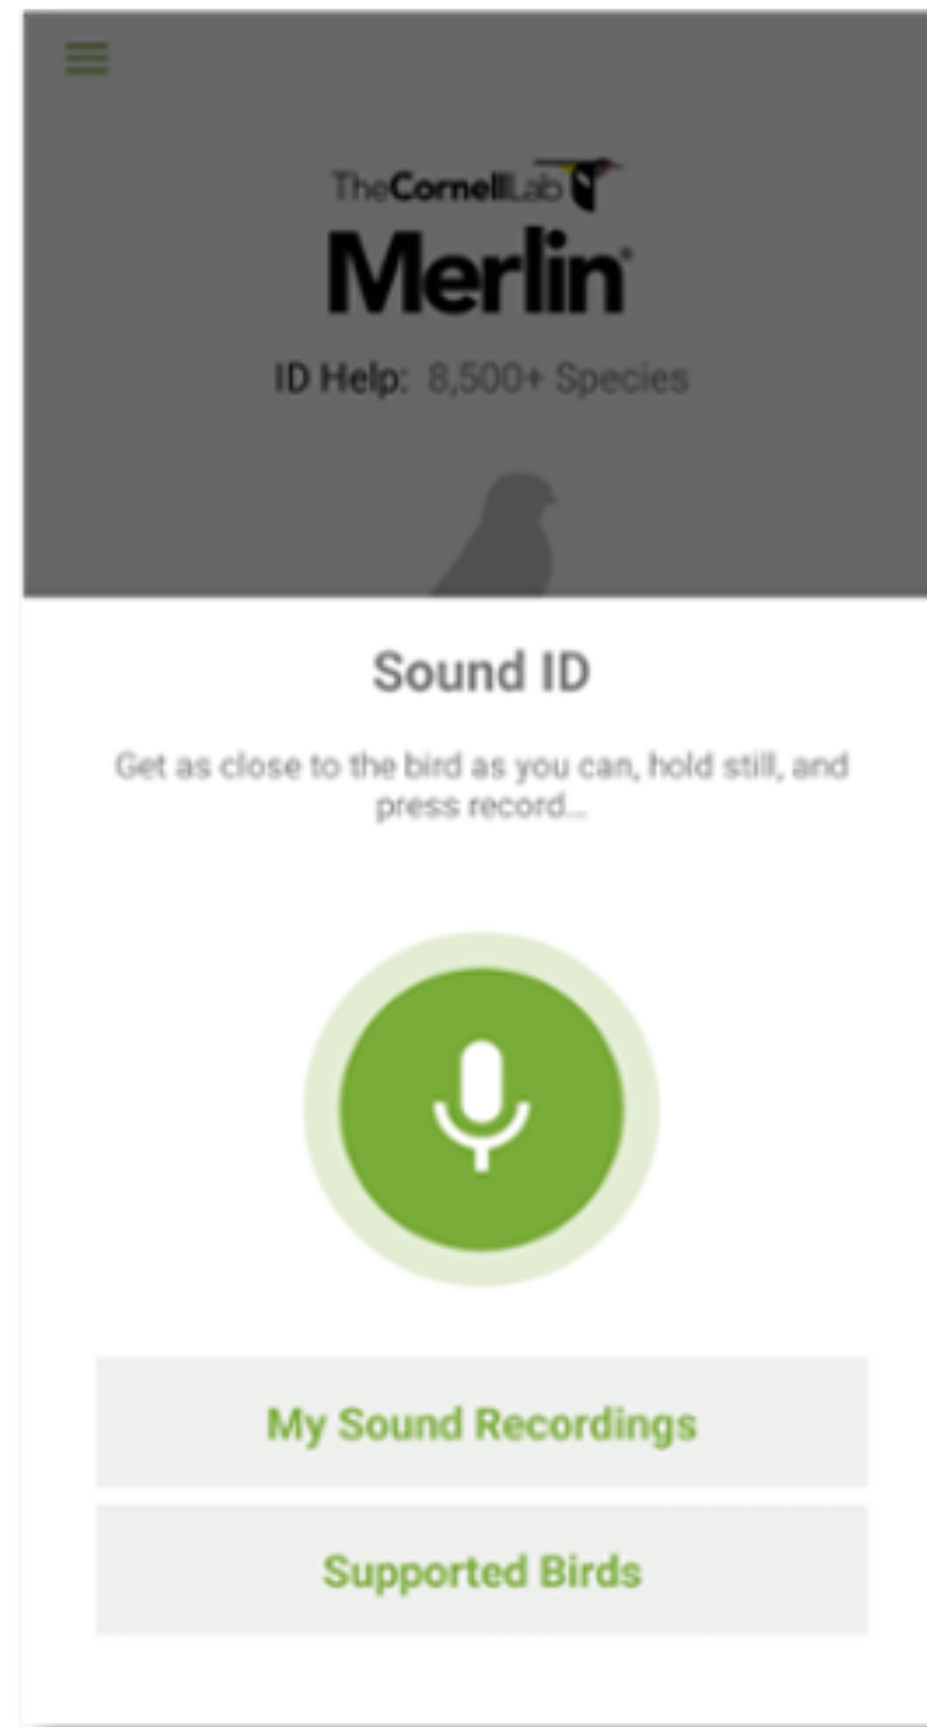 TheCornellLab
Merlin®
ID Help: 8,500+ Species
Sound ID
Get as close to the bird as you can, hold still, and
press record...
My Sound Recordings
Supported Birds